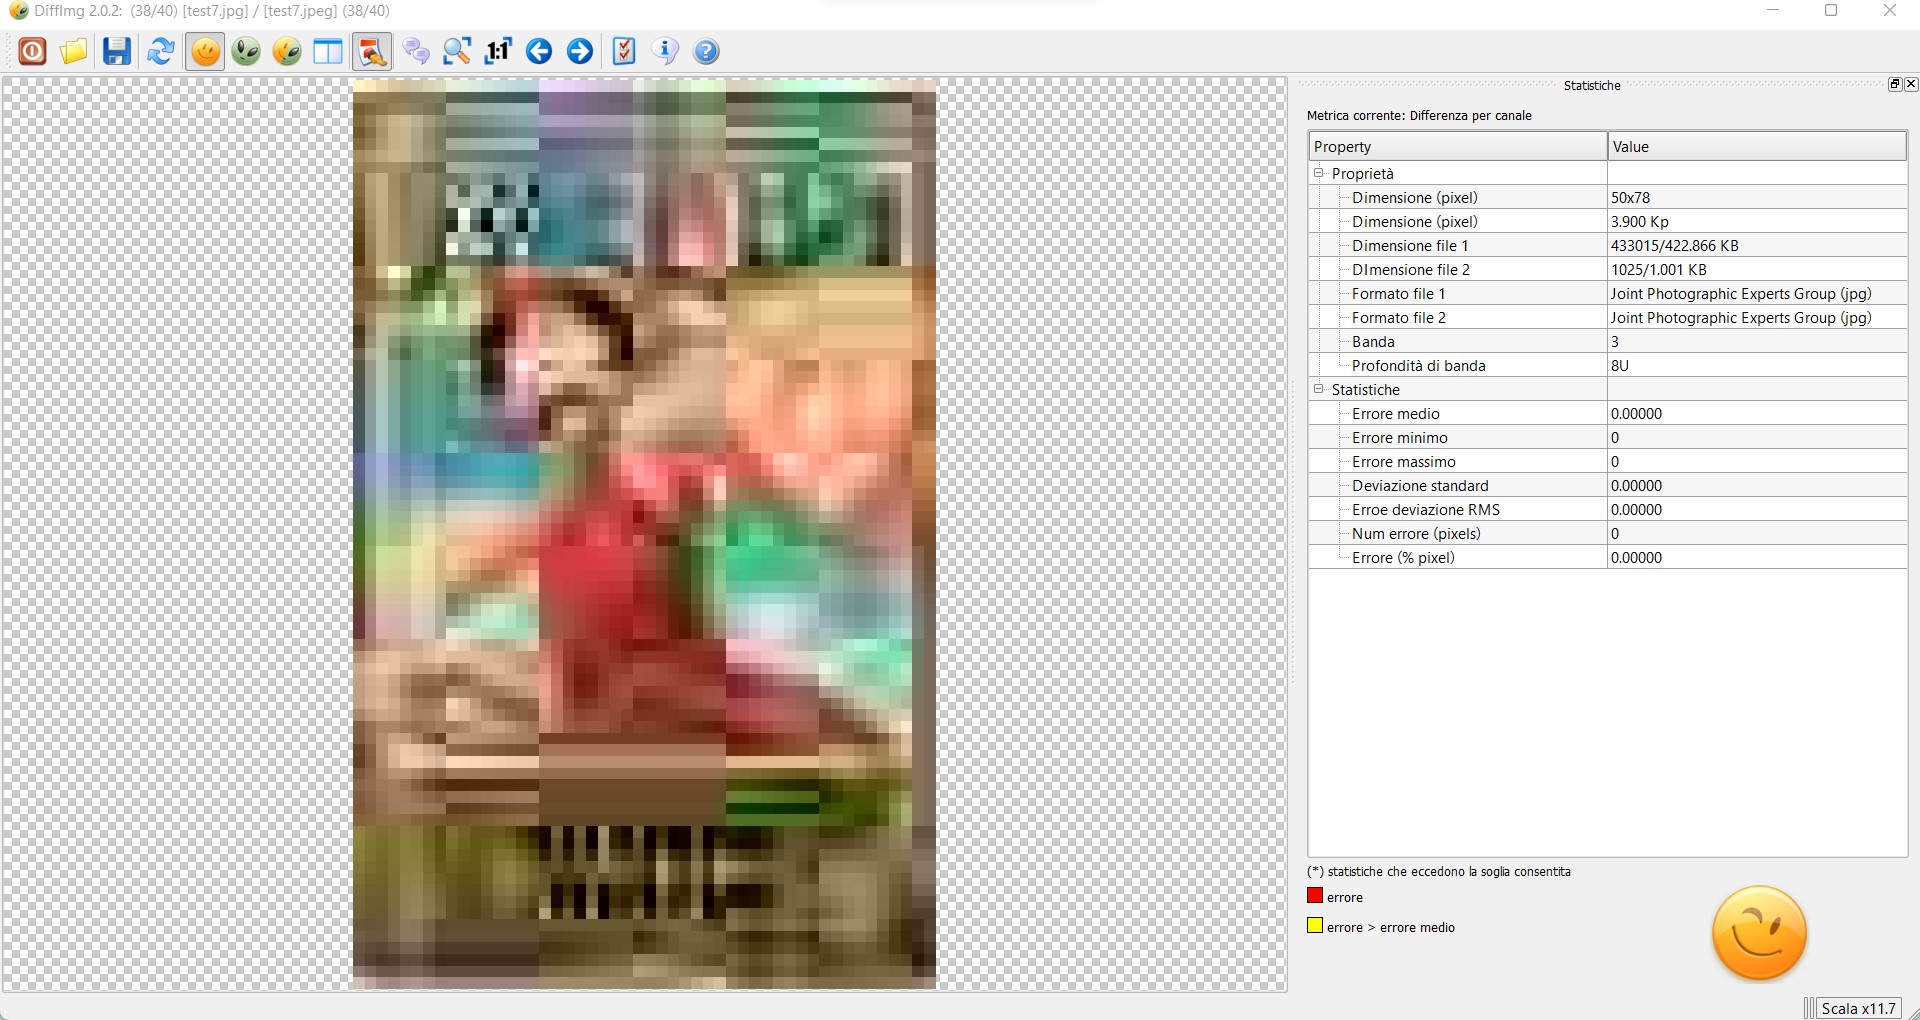 DiffImg 2.0.2: (38/40) [test7.jpg] / [test7.jpeg] (38/40)
1:1
Statistiche
Metrica corrente: Differenza per canale
Property Value
Proprietà
Dimensione (pixel) 50x78
Dimensione (pixel) 3.900 Kp
Dimensione file 1 433015/422.866 KB
DImensione file 2 1025/1.001 KB
Formato file 1 Joint Photographic Experts Group (jpg)
Formato file 2 Joint Photographic Experts Group (jpg)
Banda 3
Profondità di banda 8U
Statistiche
Errore medio 0.00000
Errore minimo 0
Errore massimo 0
Deviazione standard 0.00000
Erroe deviazione RMS 0.00000
Num errore (pixels) 0
Errore (% pixel) 0.00000
(*) statistiche che eccedono la soglia consentita
errore
errore > errore medio
Scala x11.7